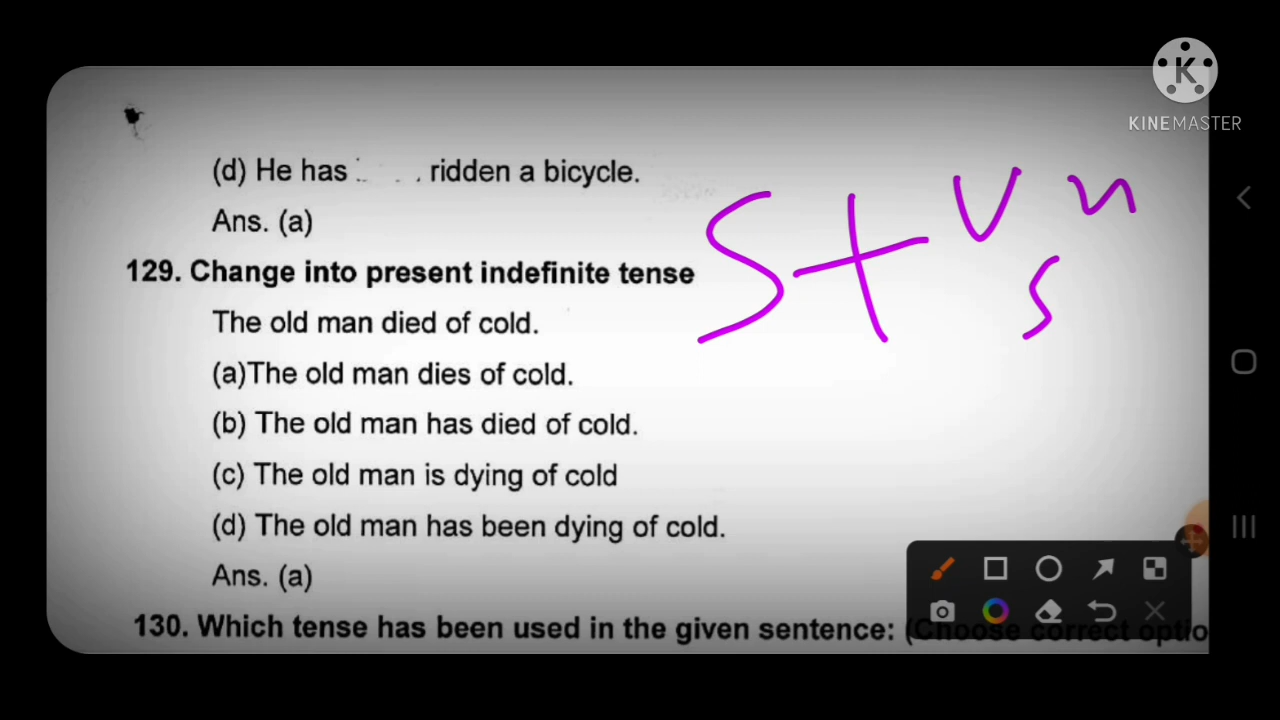 KINEMASTER
(d) He has ridden a bicycle.
Ans. (a)
129. Change into present indefinite tense
The old man died of cold.
(a)The old man dies of cold.
(b) The old man has died of cold.
(c) The old man is dying of cold
(d) The old man has been dying of cold.
Ans. (a)
130. Which tense has been used in the given sentence: (Choose correct optio
S + V
s